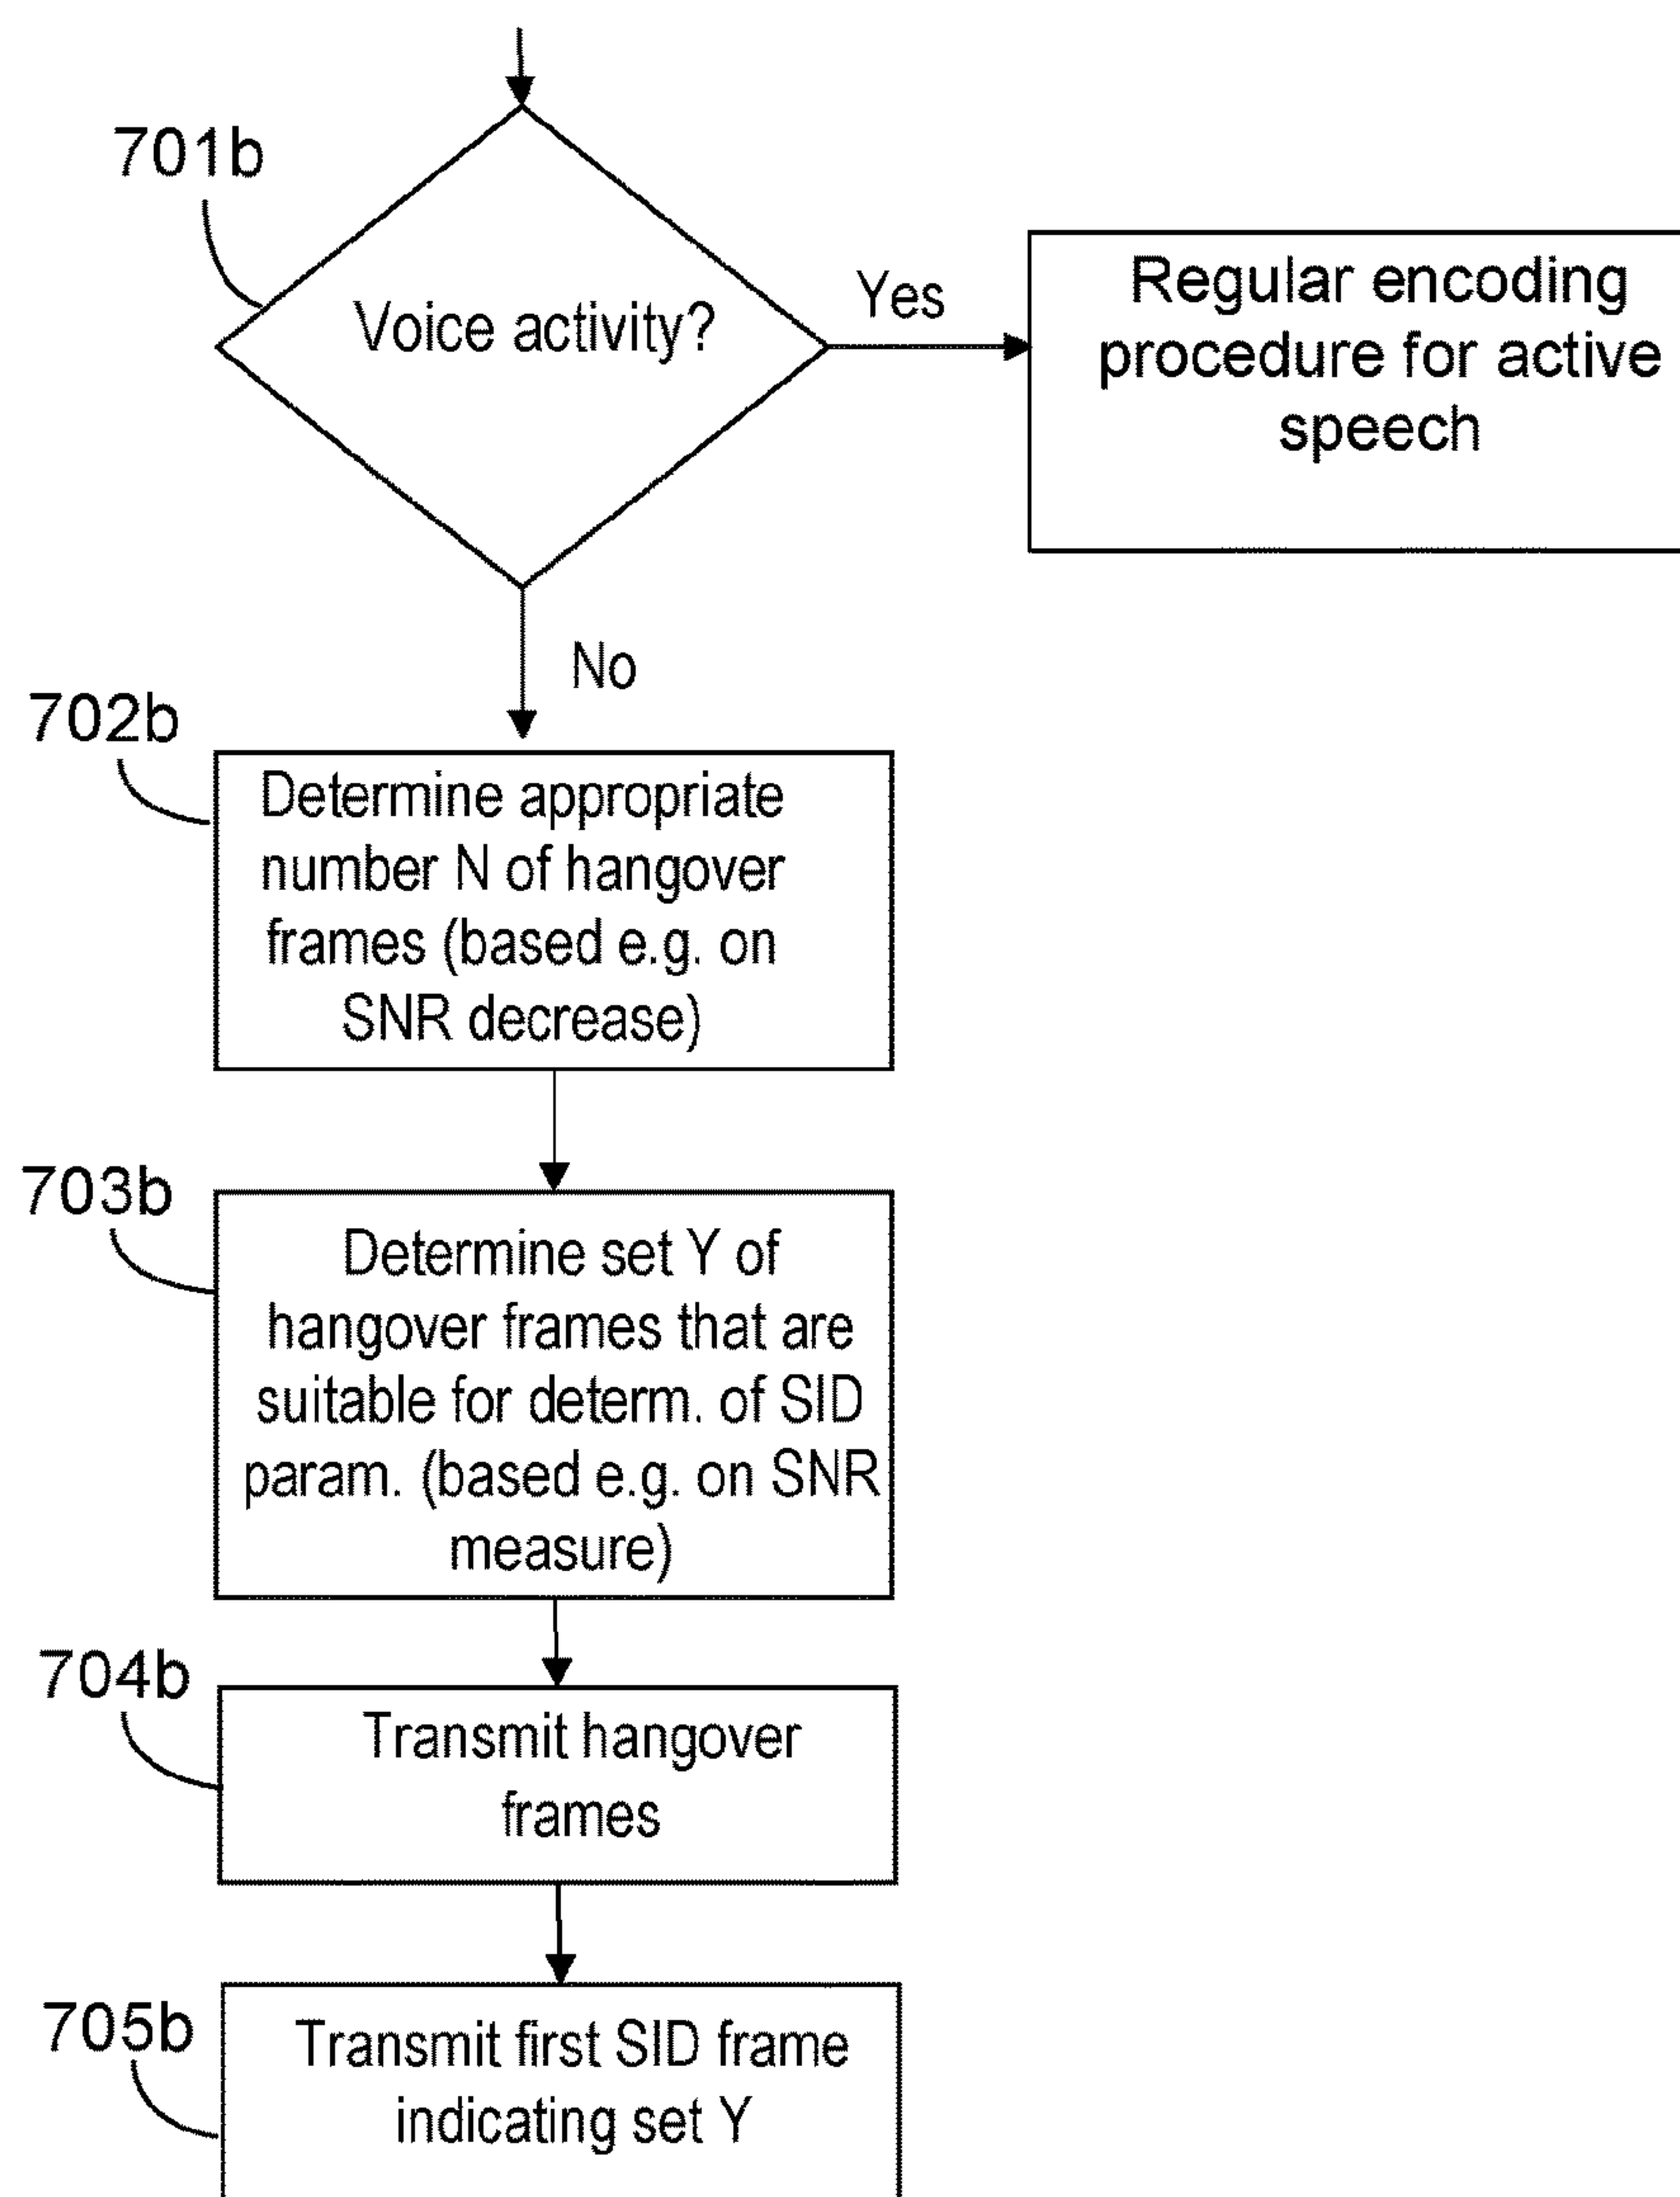 701b
Voice activity?
Yes
Regular encoding
procedure for active
speech
No
702b
Determine appropriate
number N of hangover
frames (based e.g. on
SNR decrease)
703b
Determine set Y of
hangover frames that are
suitable for determ. of SID
param. (based e.g. on SNR
measure)
704b
Transmit hangover
frames
705b
Transmit first SID frame
indicating set Y